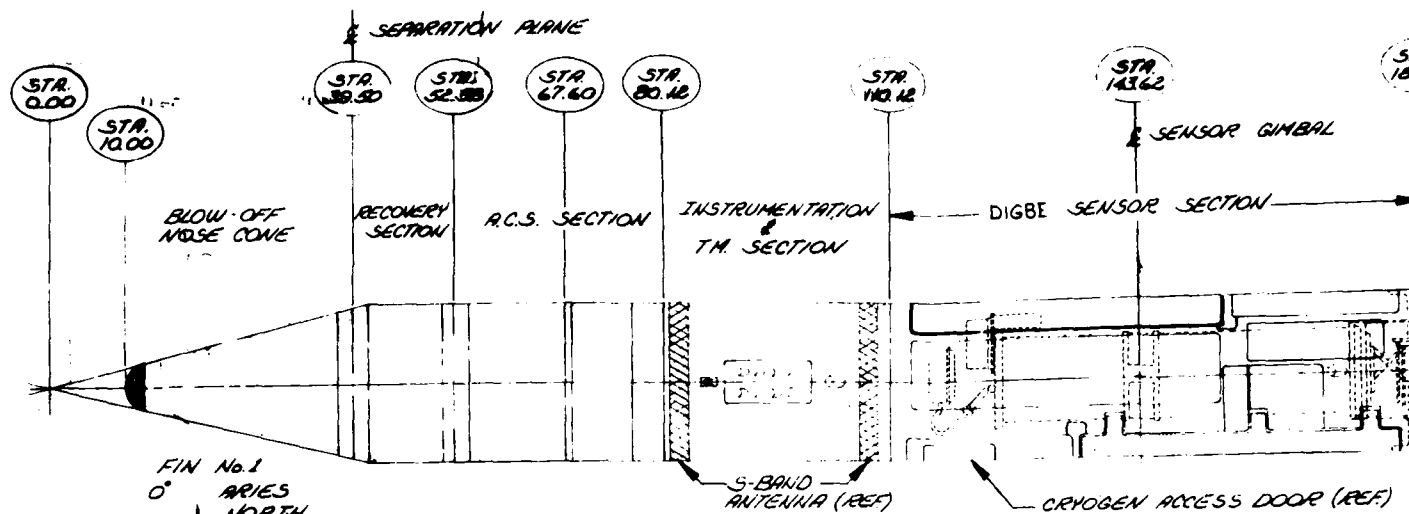 ℄ SEPARATION PLANE
STA.
0.00
STA.
10.00
STA.
39.50
STA.
STA.
67.60
STA.
80.12
STA.
110.12
STA.
143.62
℄ SENSOR GIMBAL
BLOW-OFF
NOSE CONE
RECOVERY
SECTION
A.C.S. SECTION
INSTRUMENTATION
&
T.M. SECTION
DIGBE SENSOR SECTION
FIN No.1
0° ARIES
NORTH
S-BAND
ANTENNA (REF)
CRYOGEN ACCESS DOOR (REF)